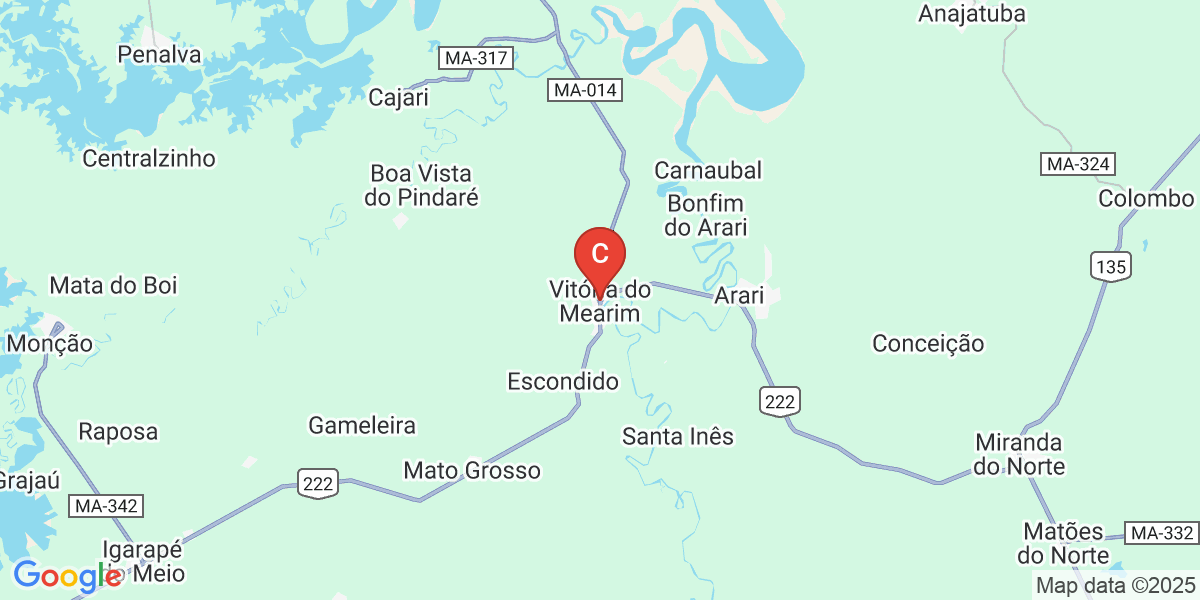 Anajatuba
Penalva
MA-317
MA-014
Cajari
Centralzinho
Boa Vista
do Pindaré
Carnaubal
MA-324
Bonfim
do Arari
Colombo
C
135
Mata do Boi
Vitória do
Mearim
Arari
Monção
Conceição
Escondido
222
Raposa
Gameleira
Santa Inês
Miranda
do Norte
Mato Grosso
Grajaú
222
MA-342
Matões
do Norte
MA-332
Igarapé
do Meio
Google
Map data ©2025